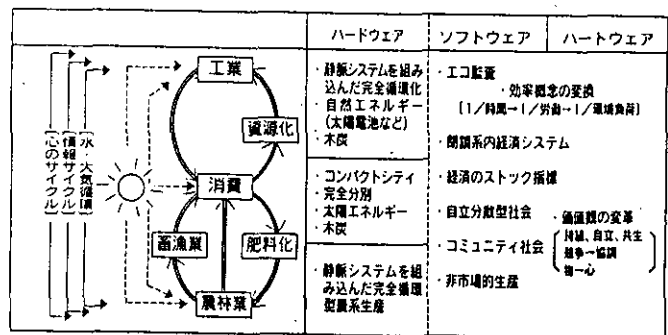 ハードウェア
ソフトウェア
ハートウェア
心のサイクル
情報サイクル
水・大気循環
工業
資源化
消費
畜漁業
肥料化
農林業
・静脈システムを組み
込んだ完全循環化
・自然エネルギー
(太陽電池など)
・木炭
・コンパクトシティ
・完全分別
・太陽エネルギー
・木炭
・静脈システムを組
み込んだ完全循環
型農系生産
・エコ監査
・効率概念の変換
(1/時間→1/労働→1/環境負荷)
・閉鎖系内経済システム
・経済のストック指標
・自立分散型社会
・コミュニティ社会
・非市場的生産
・価値観の変革
持続、自立、共生
競争→協調
物→心